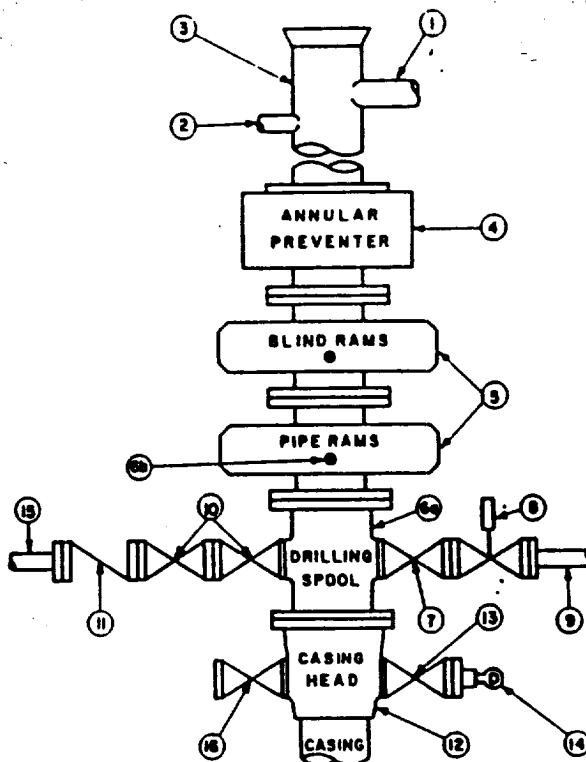 3
1
2
ANNULAR
PREVENTER
4
BLIND RAMS
5
PIPE RAMS
6b
6a
8
15
10
DRILLING
SPOOL
11
7
9
13
CASING
HEAD
16
12
14
CASING